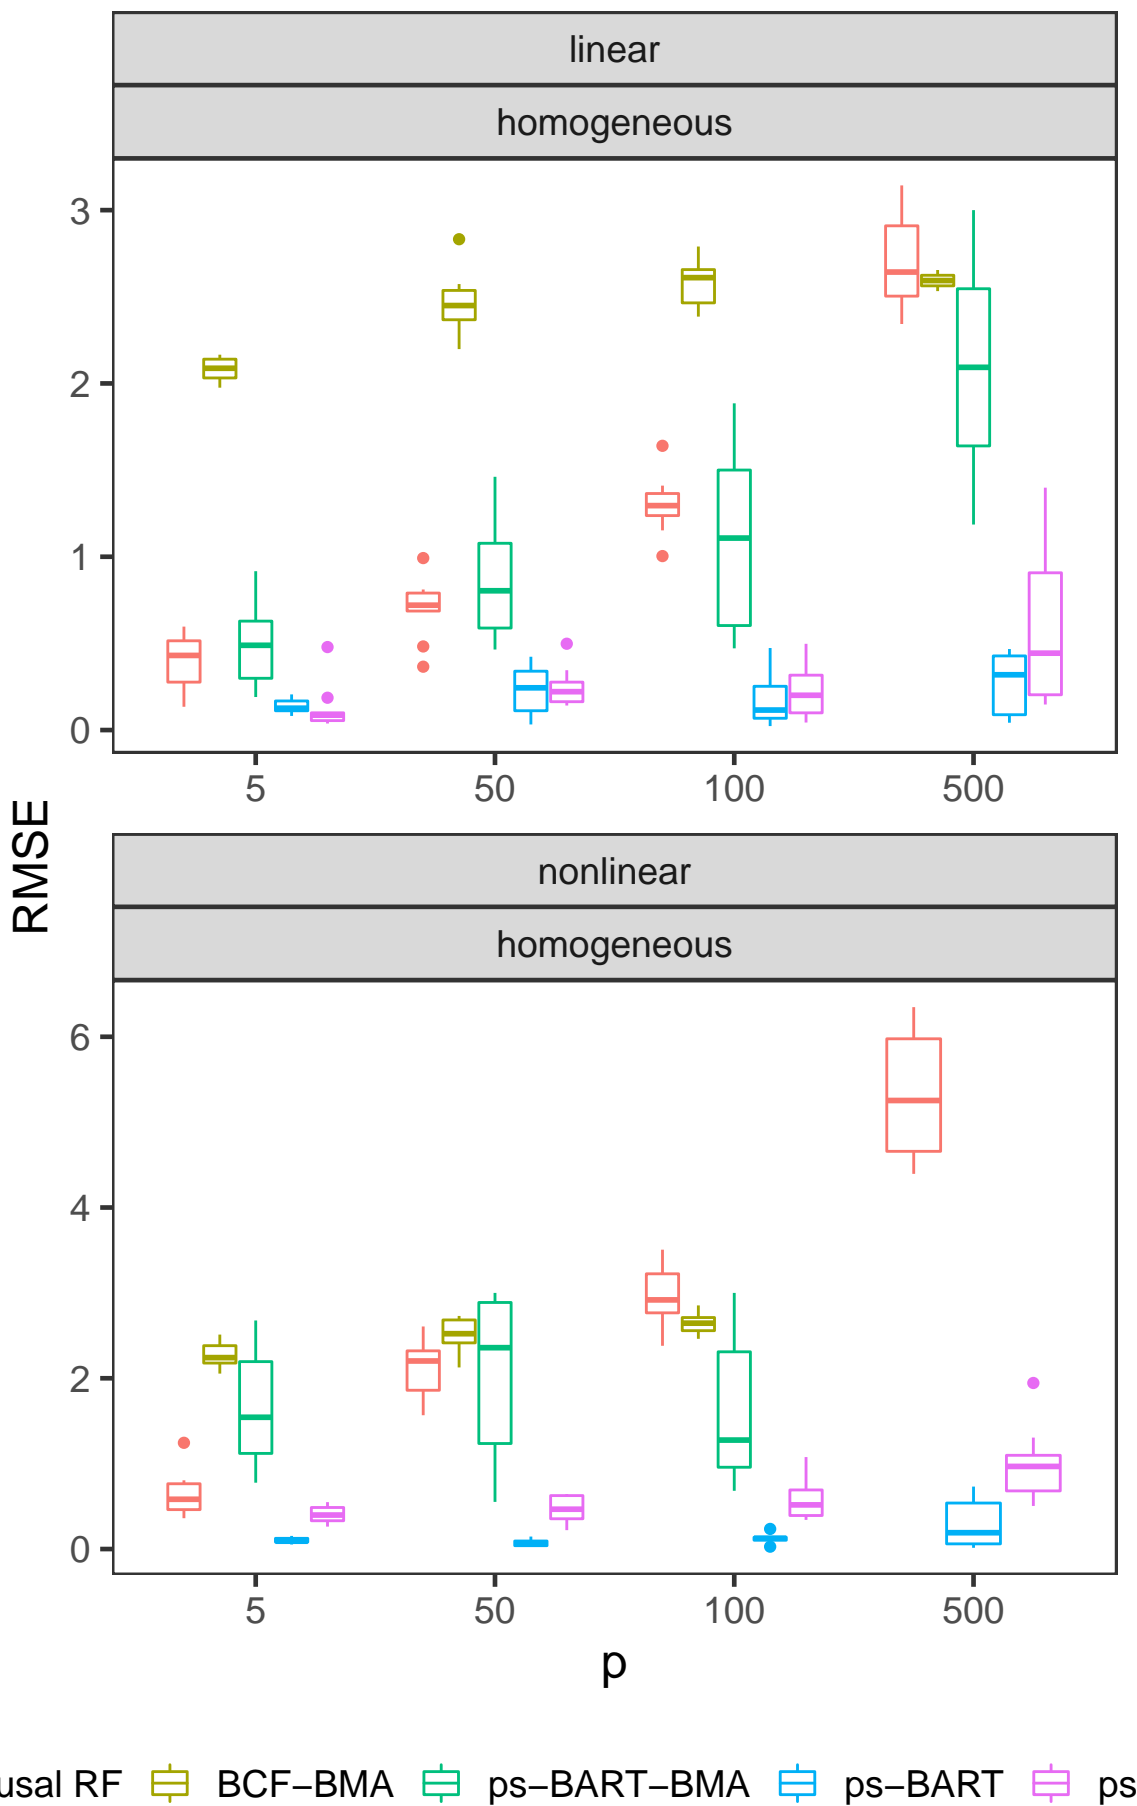 linear
homogeneous
3
2
1
0
5 50 100 500
RMSE
nonlinear
homogeneous
6
4
2
0
5 50 100 500
p
usal RF BCF−BMA ps−BART−BMA ps−BART ps